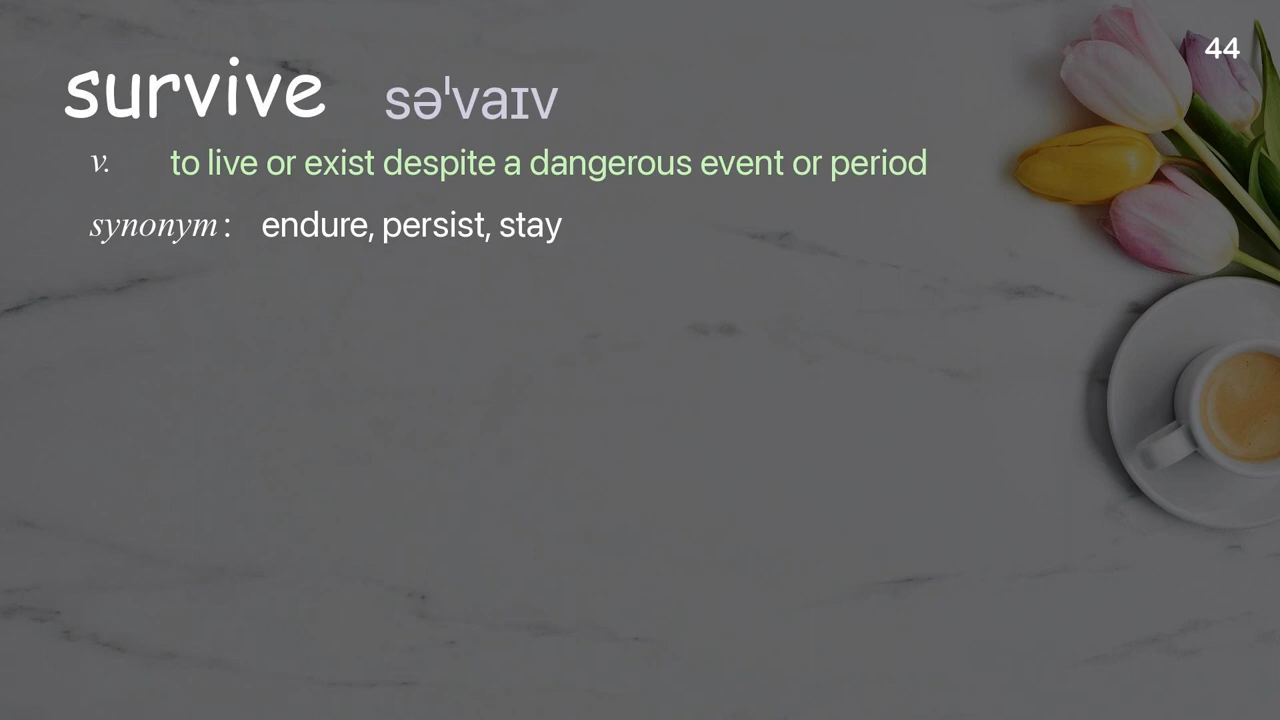 44
survive səˈvaɪv
v. to live or exist despite a dangerous event or period
synonym: endure, persist, stay